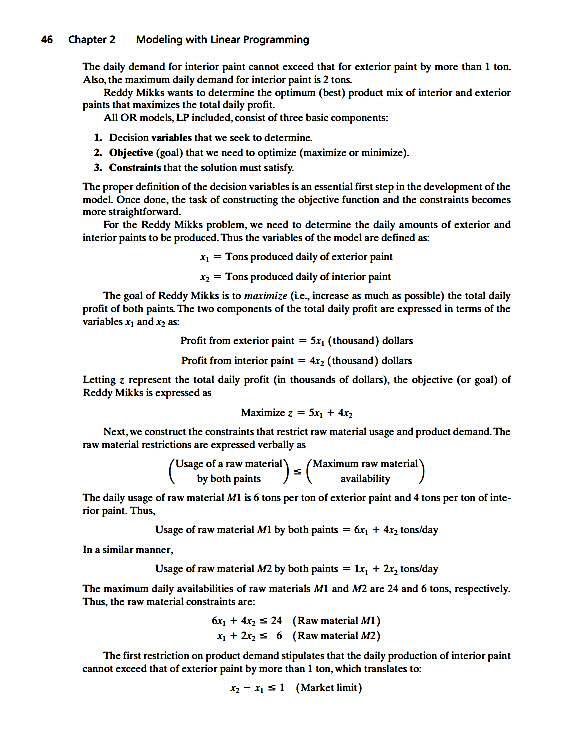 46 Chapter 2 Modeling with Linear Programming
The daily demand for interior paint cannot exceed that for exterior paint by more than 1 ton.
Also, the maximum daily demand for interior paint is 2 tons.
Reddy Mikks wants to determine the optimum (best) product mix of interior and exterior
paints that maximizes the total daily profit.
All OR models, LP included, consist of three basic components:
1. Decision variables that we seek to determine.
2. Objective (goal) that we need to optimize (maximize or minimize).
3. Constraints that the solution must satisfy.
The proper definition of the decision variables is an essential first step in the development of the
model. Once done, the task of constructing the objective function and the constraints becomes
more straightforward.
For the Reddy Mikks problem, we need to determine the daily amounts of exterior and
interior paints to be produced. Thus the variables of the model are defined as:
x₁ = Tons produced daily of exterior paint
x₂ = Tons produced daily of interior paint
The goal of Reddy Mikks is to maximize (i.e., increase as much as possible) the total daily
profit of both paints. The two components of the total daily profit are expressed in terms of the
variables x₁ and x₂ as:
Profit from exterior paint = 5x₁ (thousand) dollars
Profit from interior paint = 4x₂ (thousand) dollars
Letting z represent the total daily profit (in thousands of dollars), the objective (or goal) of
Reddy Mikks is expressed as
Maximize z = 5x₁ + 4x₂
Next, we construct the constraints that restrict raw material usage and product demand. The
raw material restrictions are expressed verbally as
(Usage of a raw material by both paints) ≤ (Maximum raw material availability)
The daily usage of raw material M1 is 6 tons per ton of exterior paint and 4 tons per ton of inte-
rior paint. Thus,
Usage of raw material M1 by both paints = 6x₁ + 4x₂ tons/day
In a similar manner,
Usage of raw material M2 by both paints = 1x₁ + 2x₂ tons/day
The maximum daily availabilities of raw materials M1 and M2 are 24 and 6 tons, respectively.
Thus, the raw material constraints are:
6x₁ + 4x₂ ≤ 24 (Raw material M1)
x₁ + 2x₂ ≤ 6 (Raw material M2)
The first restriction on product demand stipulates that the daily production of interior paint
cannot exceed that of exterior paint by more than 1 ton, which translates to:
x₂ − x₁ ≤ 1 (Market limit)